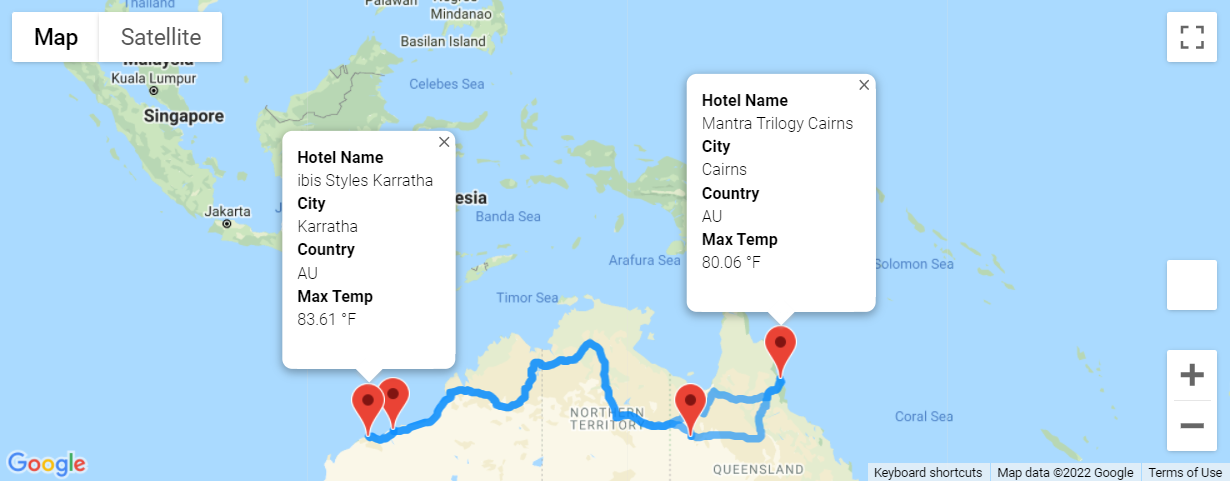 Thailand
Palawan
Mindanao
Basilan Island
Map
Satellite
Malaysia
Kuala Lumpur
Singapore
Celebes Sea
Jakarta
J
esia
Banda Sea
Arafura Sea
Timor Sea
Solomon Sea
Coral Sea
NORTHERN
TERRITORY
QUEENSLAND
Hotel Name
ibis Styles Karratha
City
Karratha
Country
AU
Max Temp
83.61 °F
Hotel Name
Mantra Trilogy Cairns
City
Cairns
Country
AU
Max Temp
80.06 °F
Google
Keyboard shortcuts
Map data ©2022 Google
Terms of Use